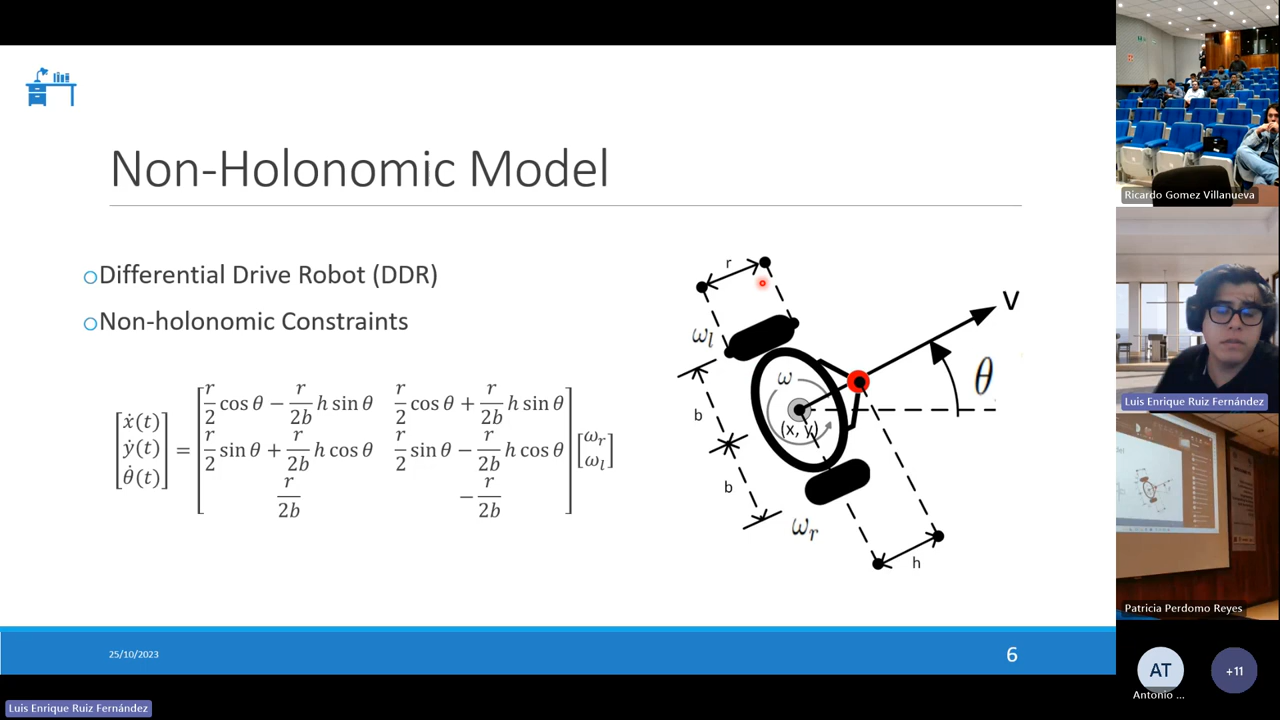 Non-Holonomic Model
Differential Drive Robot (DDR)
Non-holonomic Constraints
[ẋ(t) ẏ(t) θ̇(t)] = [r/2 cos θ − r/2b h sin θ   r/2 cos θ + r/2b h sin θ
r/2 sin θ + r/2b h cos θ   r/2 sin θ − r/2b h cos θ
r/2b   − r/2b] [ωr ωl]
r
V
ωl
ω
θ
b
(x, y)
b
ωr
h
25/10/2023
6
Luis Enrique Ruiz Fernández
Ricardo Gomez Villanueva
Luis Enrique Ruiz Fernández
Patricia Perdomo Reyes
AT
+11
Antonio ...